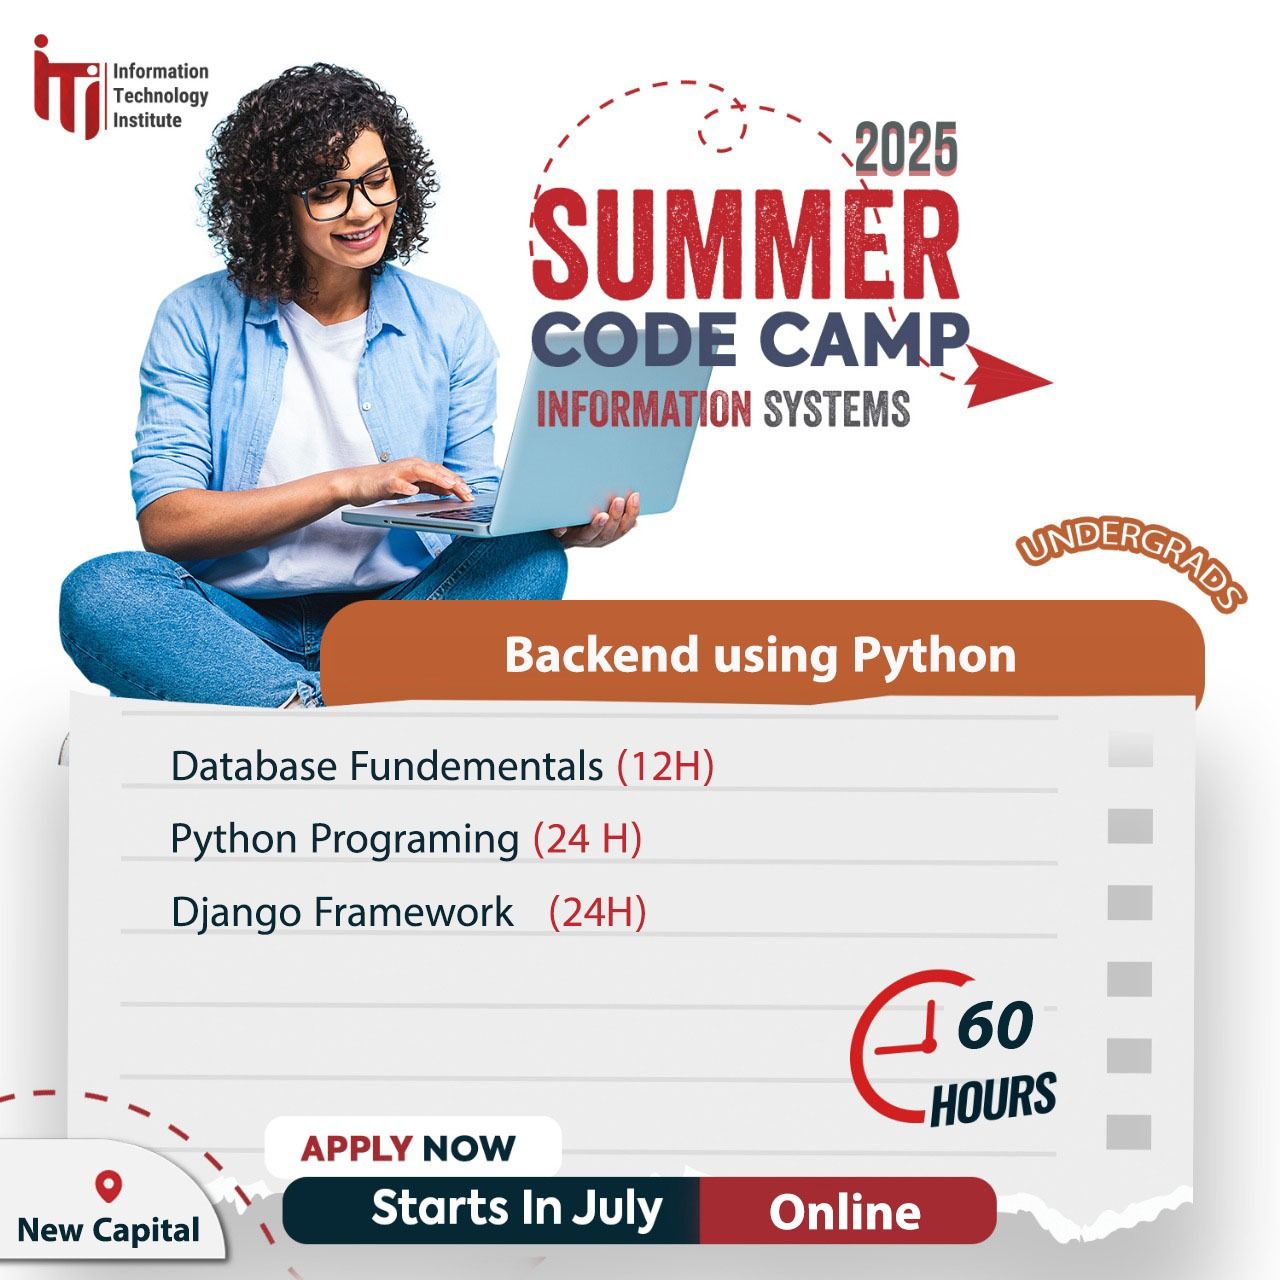 iTi
Information
Technology
Institute
2025
SUMMER
CODE CAMP
INFORMATION SYSTEMS
UNDERGRADS
Backend using Python
Database Fundementals (12H)
Python Programing (24 H)
Django Framework (24H)
60
HOURS
APPLY NOW
Starts In July
Online
New Capital